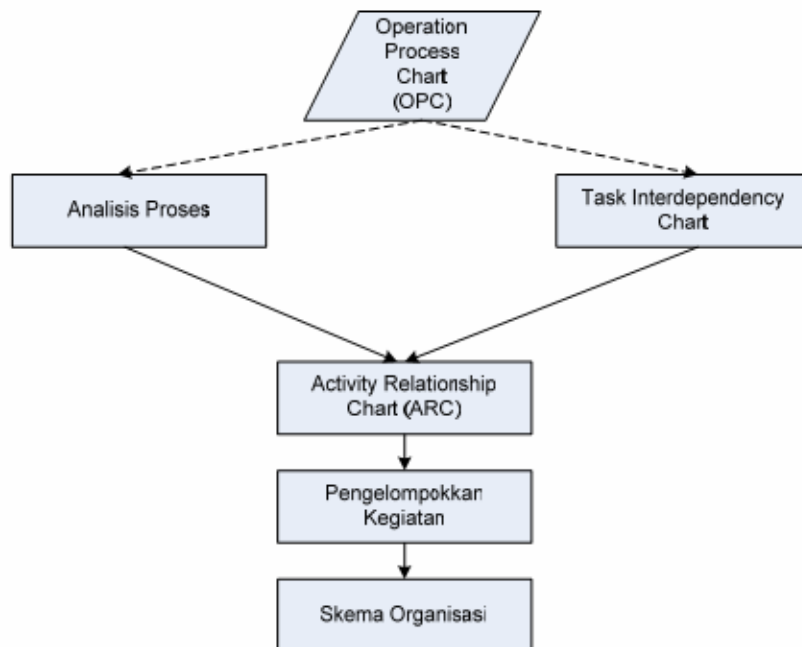 Operation
Process
Chart
(OPC)
Analisis Proses
Task Interdependency
Chart
Activity Relationship
Chart (ARC)
Pengelompokkan
Kegiatan
Skema Organisasi